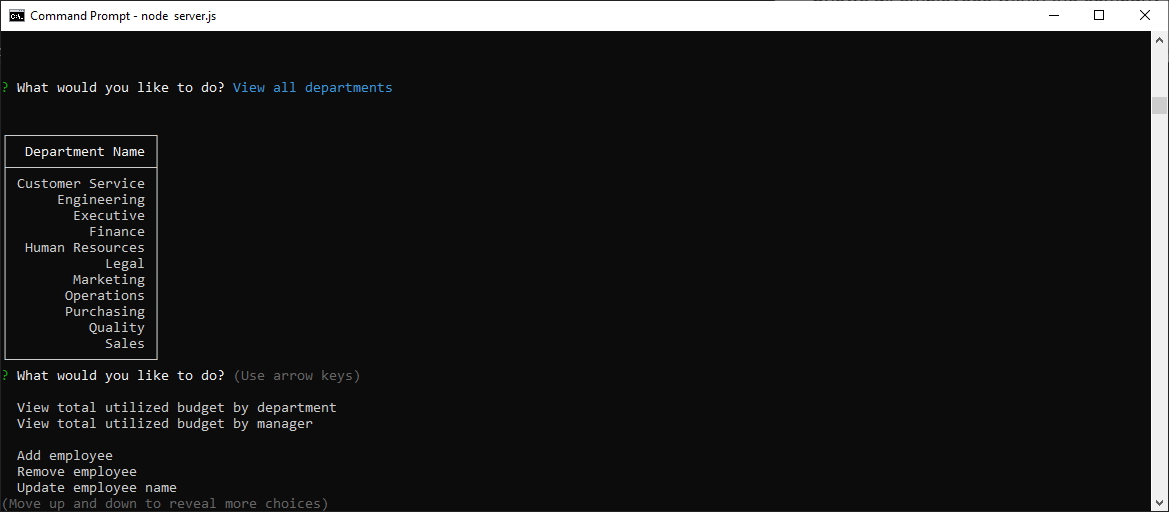 Command Prompt - node server.js
? What would you like to do? View all departments
Department Name
Customer Service
Engineering
Executive
Finance
Human Resources
Legal
Marketing
Operations
Purchasing
Quality
Sales
? What would you like to do? (Use arrow keys)
View total utilized budget by department
View total utilized budget by manager
Add employee
Remove employee
Update employee name
(Move up and down to reveal more choices)